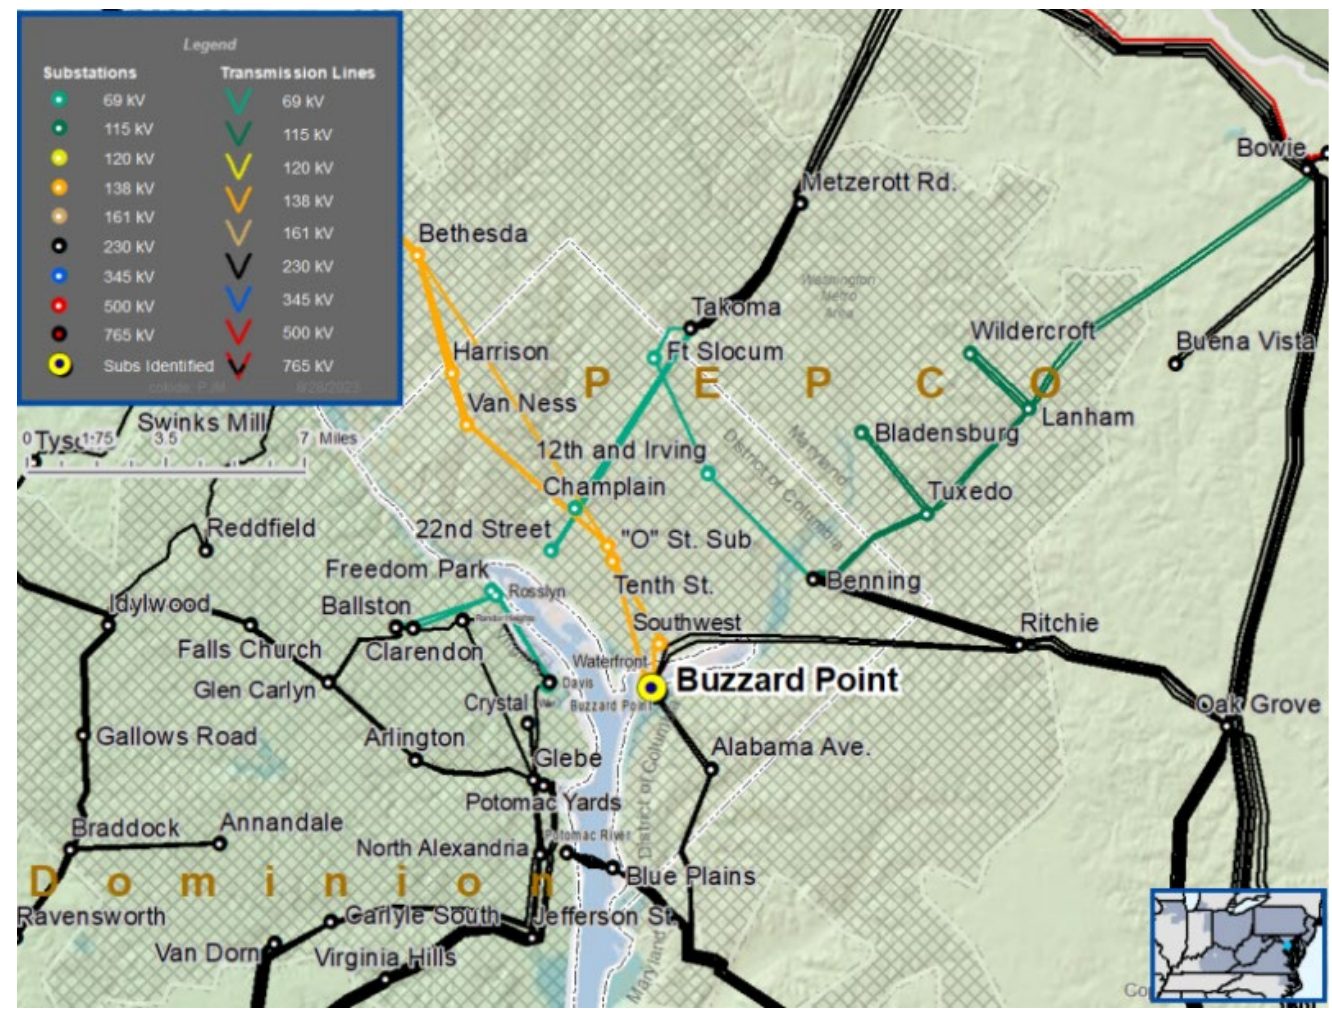 Legend
Substations
Transmission Lines
69 kV
69 kV
115 kV
115 kV
120 kV
120 kV
138 kV
138 kV
161 kV
161 kV
230 kV
230 kV
345 kV
345 kV
500 kV
500 kV
765 kV
765 kV
Subs Identified
0
1.75
3.5
7 Miles
Swinks Mill
Bowie
Metzerott Rd.
Bethesda
Washington
Metro
Area
Takoma
Harrison
Ft Slocum
Wildercroft
Buena Vista
P E P C O
Van Ness
Lanham
Bladensburg
12th and Irving
District of Columbia
Maryland
Champlain
Tuxedo
22nd Street
"O" St. Sub
Reddfield
Freedom Park
Rosslyn
Tenth St.
Benning
Idylwood
Ballston
Southwest
Ritchie
Falls Church
Clarendon
Waterfront
Glen Carlyn
Davis
Buzzard Point
Crystal
Buzzard Point
Oak Grove
Gallows Road
Arlington
Glebe
Alabama Ave.
Potomac Yards
Braddock
Annandale
Potomac River
North Alexandria
District of Columbia
Blue Plains
Dominion
Ravensworth
Carlyle South
Jefferson St
Van Dorn
Virginia Hills
Maryland